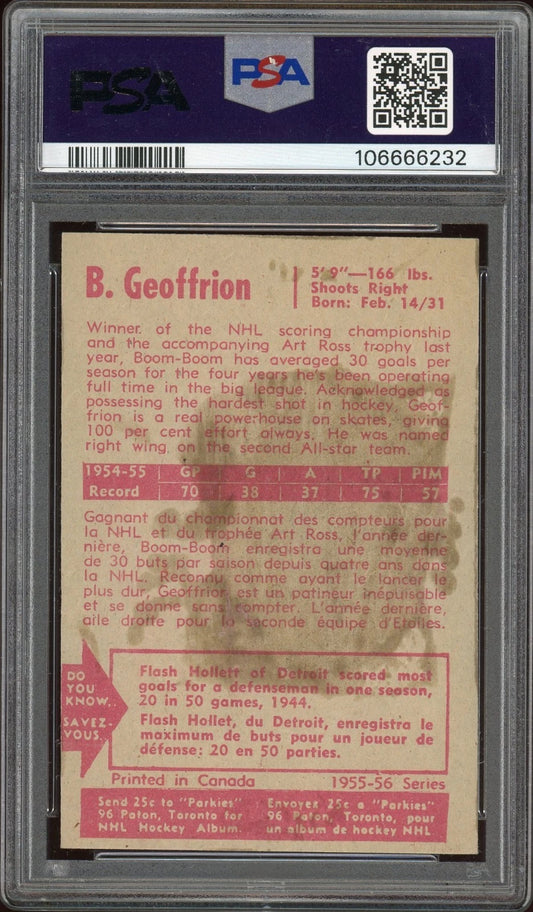 PSA
PSA
106666232
B. Geoffrion
5'9"—166 lbs.
Shoots Right
Born: Feb. 14/31
Winner of the NHL scoring championship
and the accompanying Art Ross trophy last
year, Boom-Boom has averaged 30 goals per
season for the four years he's been operating
full time in the big league. Acknowledged as
possessing the hardest shot in hockey, Geof-
frion is a real powerhouse on skates, giving
100 per cent effort always. He was named
right wing on the second All-star team.
1954-55 GP G A TP PIM
Record 70 38 37 75 57
Gagnant du championnat des compteurs pour
la NHL et du trophée Art Ross, l'année der-
nière, Boom-Boom enregistra une moyenne
de 30 buts par saison depuis quatre ans dans
la NHL. Reconnu comme ayant le lancer le
plus dur, Geoffrion est un patineur inépuisable
et se donne sans compter. L'année dernière,
aile droite pour la seconde équipe d'Etoiles.
DO
YOU
KNOW..
SAVEZ-
VOUS.
Flash Hollett of Detroit scored most
goals for a defenseman in one season,
20 in 50 games, 1944.
Flash Hollet, du Detroit, enregistra le
maximum de buts pour un joueur de
défense: 20 en 50 parties.
Printed in Canada 1955-56 Series
Send 25c to "Parkies"
96 Paton, Toronto for
NHL Hockey Album.
Envoyez 25c a "Parkies"
96 Paton, Toronto, pour
un album de hockey NHL